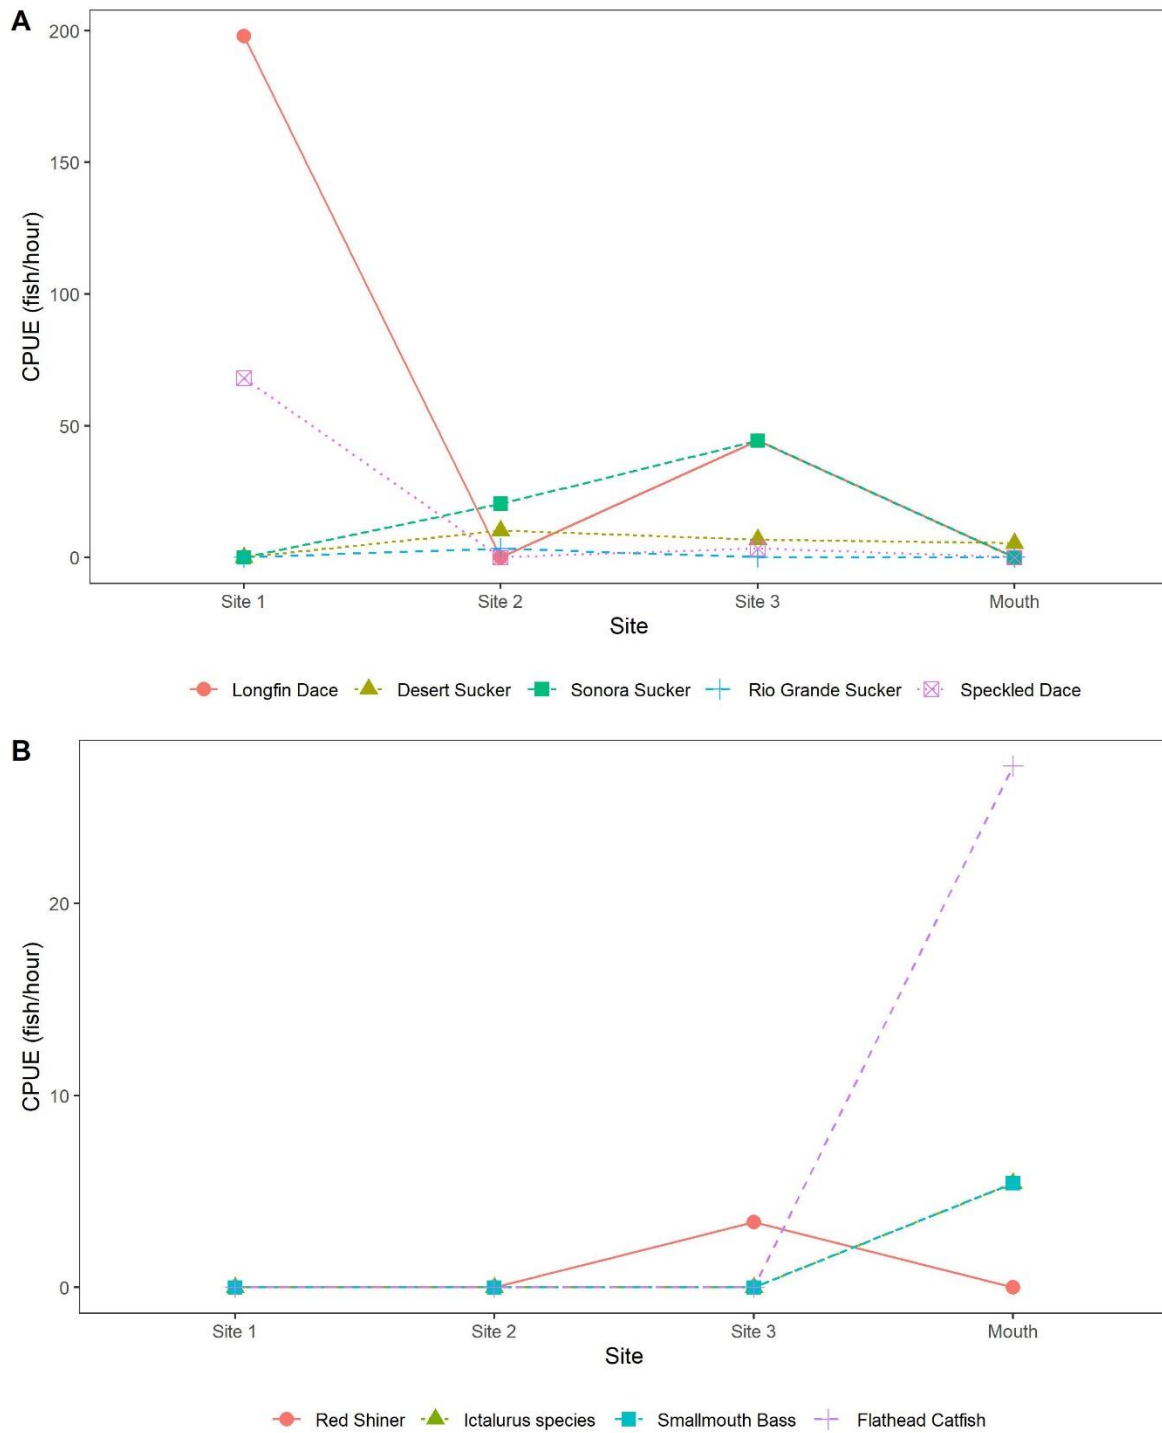 A
200
150
100
50
0
CPUE (fish/hour)
Site 1 Site 2 Site 3 Mouth
Site
Longfin Dace Desert Sucker Sonora Sucker Rio Grande Sucker Speckled Dace
B
20
10
0
CPUE (fish/hour)
Site 1 Site 2 Site 3 Mouth
Site
Red Shiner Ictalurus species Smallmouth Bass Flathead Catfish